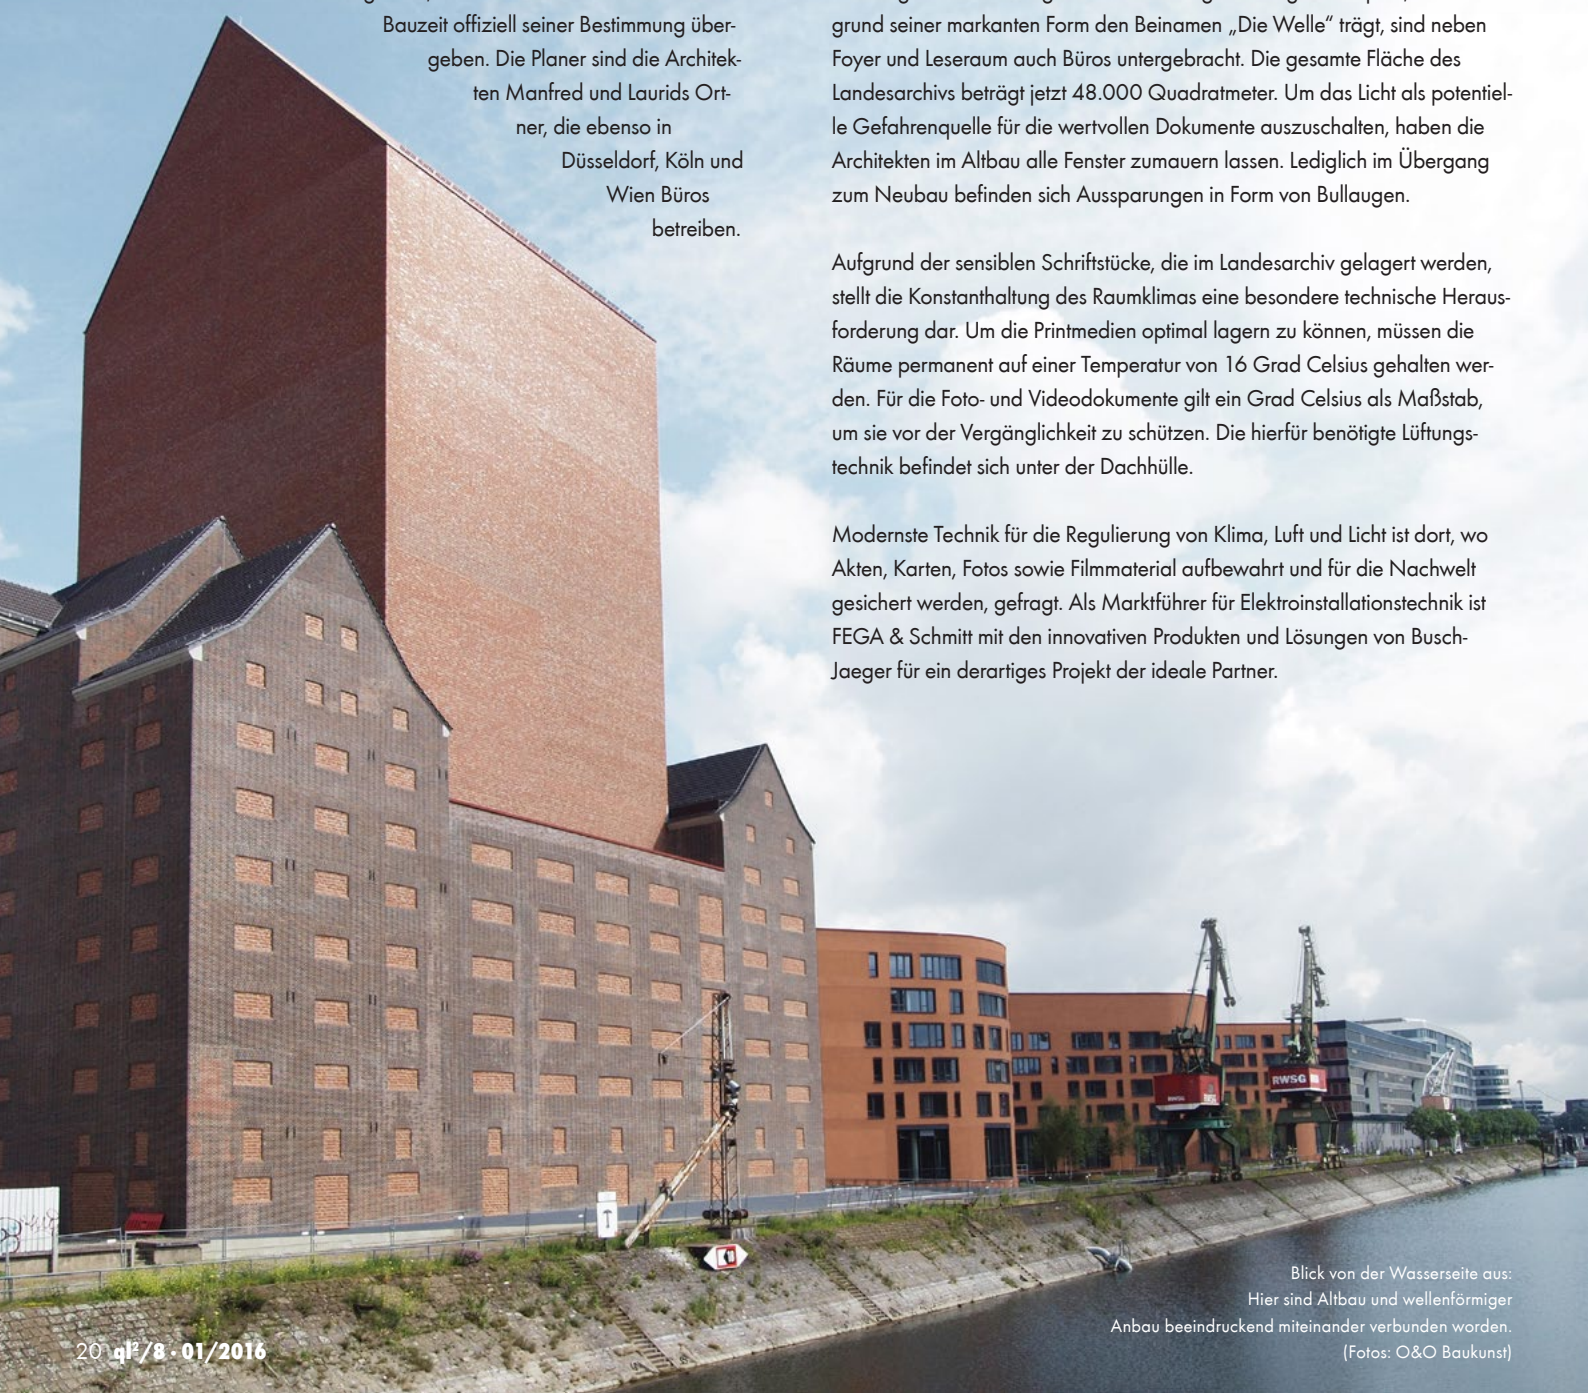 Bauzeit offiziell seiner Bestimmung über-
geben. Die Planer sind die Architek-
ten Manfred und Laurids Ort-
ner, die ebenso in
Düsseldorf, Köln und
Wien Büros
betreiben.
grund seiner markanten Form den Beinamen „Die Welle“ trägt, sind neben
Foyer und Leseraum auch Büros untergebracht. Die gesamte Fläche des
Landesarchivs beträgt jetzt 48.000 Quadratmeter. Um das Licht als potentiel-
le Gefahrenquelle für die wertvollen Dokumente auszuschalten, haben die
Architekten im Altbau alle Fenster zumauern lassen. Lediglich im Übergang
zum Neubau befinden sich Aussparungen in Form von Bullaugen.
Aufgrund der sensiblen Schriftstücke, die im Landesarchiv gelagert werden,
stellt die Konstanthaltung des Raumklimas eine besondere technische Heraus-
forderung dar. Um die Printmedien optimal lagern zu können, müssen die
Räume permanent auf einer Temperatur von 16 Grad Celsius gehalten wer-
den. Für die Foto- und Videodokumente gilt ein Grad Celsius als Maßstab,
um sie vor der Vergänglichkeit zu schützen. Die hierfür benötigte Lüftungs-
technik befindet sich unter der Dachhülle.
Modernste Technik für die Regulierung von Klima, Luft und Licht ist dort, wo
Akten, Karten, Fotos sowie Filmmaterial aufbewahrt und für die Nachwelt
gesichert werden, gefragt. Als Marktführer für Elektroinstallationstechnik ist
FEGA & Schmitt mit den innovativen Produkten und Lösungen von Busch-
Jaeger für ein derartiges Projekt der ideale Partner.
RWSG
RWSG
Blick von der Wasserseite aus:
Hier sind Altbau und wellenförmiger
Anbau beeindruckend miteinander verbunden worden.
(Fotos: O&O Baukunst)
20 ql²/8 · 01/2016